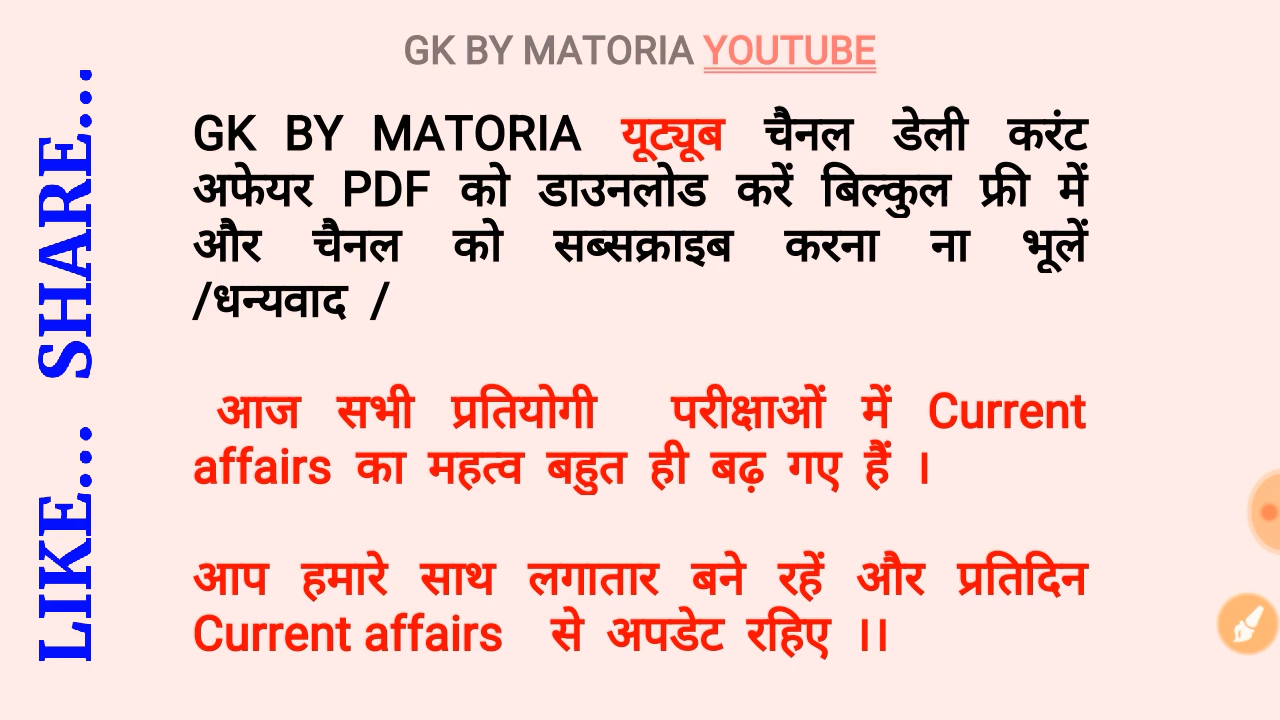 GK BY MATORIA YOUTUBE
GK BY MATORIA यूट्यूब चैनल डेली करंट
अफेयर PDF को डाउनलोड करें बिल्कुल फ्री में
और चैनल को सब्सक्राइब करना ना भूलें
/धन्यवाद /
आज सभी प्रतियोगी परीक्षाओं में Current
affairs का महत्व बहुत ही बढ़ गए हैं ।
आप हमारे साथ लगातार बने रहें और प्रतिदिन
Current affairs से अपडेट रहिए ।।
LIKE... SHARE...